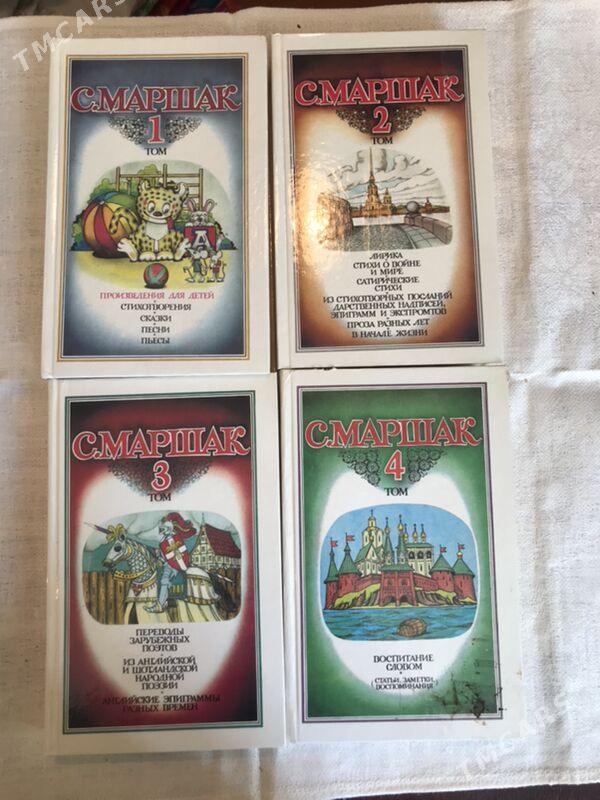 TMCARS
С.МАРШАК
1
ТОМ
А
ПРОИЗВЕДЕНИЯ ДЛЯ ДЕТЕЙ
СТИХОТВОРЕНИЯ
СКАЗКИ
ПЕСНИ
ПЬЕСЫ
С.МАРШАК
2
ТОМ
ЛИРИКА
СТИХИ О ВОЙНЕ
И МИРЕ
САТИРИЧЕСКИЕ
СТИХИ
ИЗ СТИХОТВОРНЫХ ПОСЛАНИЙ
ДАРСТВЕННЫХ НАДПИСЕЙ,
ЭПИГРАММ И ЭКСПРОМТОВ
ПРОЗА РАЗНЫХ ЛЕТ
В НАЧАЛЕ ЖИЗНИ
С.МАРШАК
3
ТОМ
ПЕРЕВОДЫ
ЗАРУБЕЖНЫХ
ПОЭТОВ
ИЗ АНГЛИЙСКОЙ
И ШОТЛАНДСКОЙ
НАРОДНОЙ
ПОЭЗИИ
АНГЛИЙСКИЕ ЭПИГРАММЫ
РАЗНЫХ ВРЕМЕН
С.МАРШАК
4
ТОМ
ВОСПИТАНИЕ
СЛОВОМ
СТАТЬИ, ЗАМЕТКИ,
ВОСПОМИНАНИЯ
TMCARS